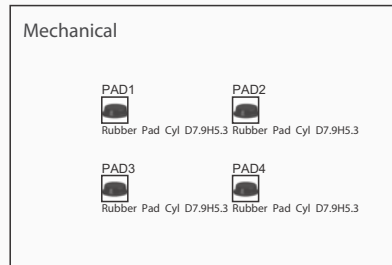 Mechanical
PAD1 PAD2
Rubber Pad Cyl D7.9H5.3 Rubber Pad Cyl D7.9H5.3
PAD3 PAD4
Rubber Pad Cyl D7.9H5.3 Rubber Pad Cyl D7.9H5.3